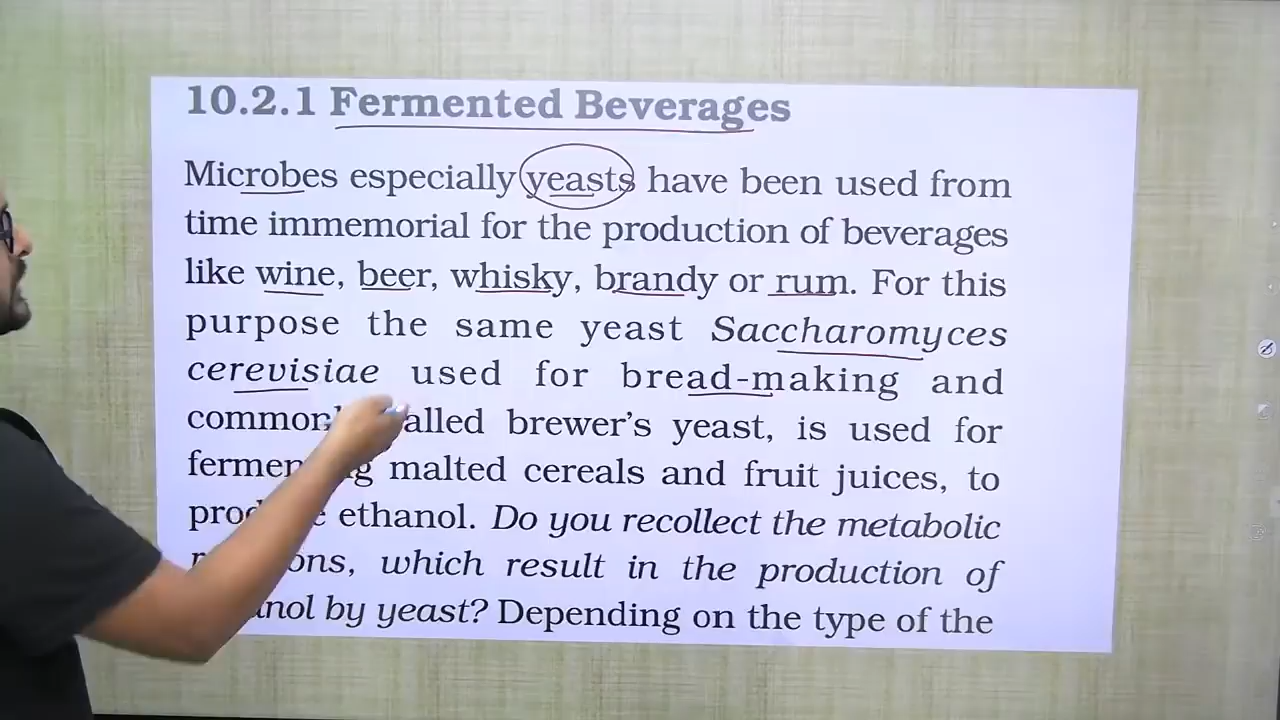 10.2.1 Fermented Beverages
Microbes especially yeasts have been used from
time immemorial for the production of beverages
like wine, beer, whisky, brandy or rum. For this
purpose the same yeast Saccharomyces
cerevisiae used for bread-making and
brewer's yeast, is used for
malted cereals and fruit juices, to
ethanol. Do you recollect the metabolic
which result in the production of
by yeast? Depending on the type of the